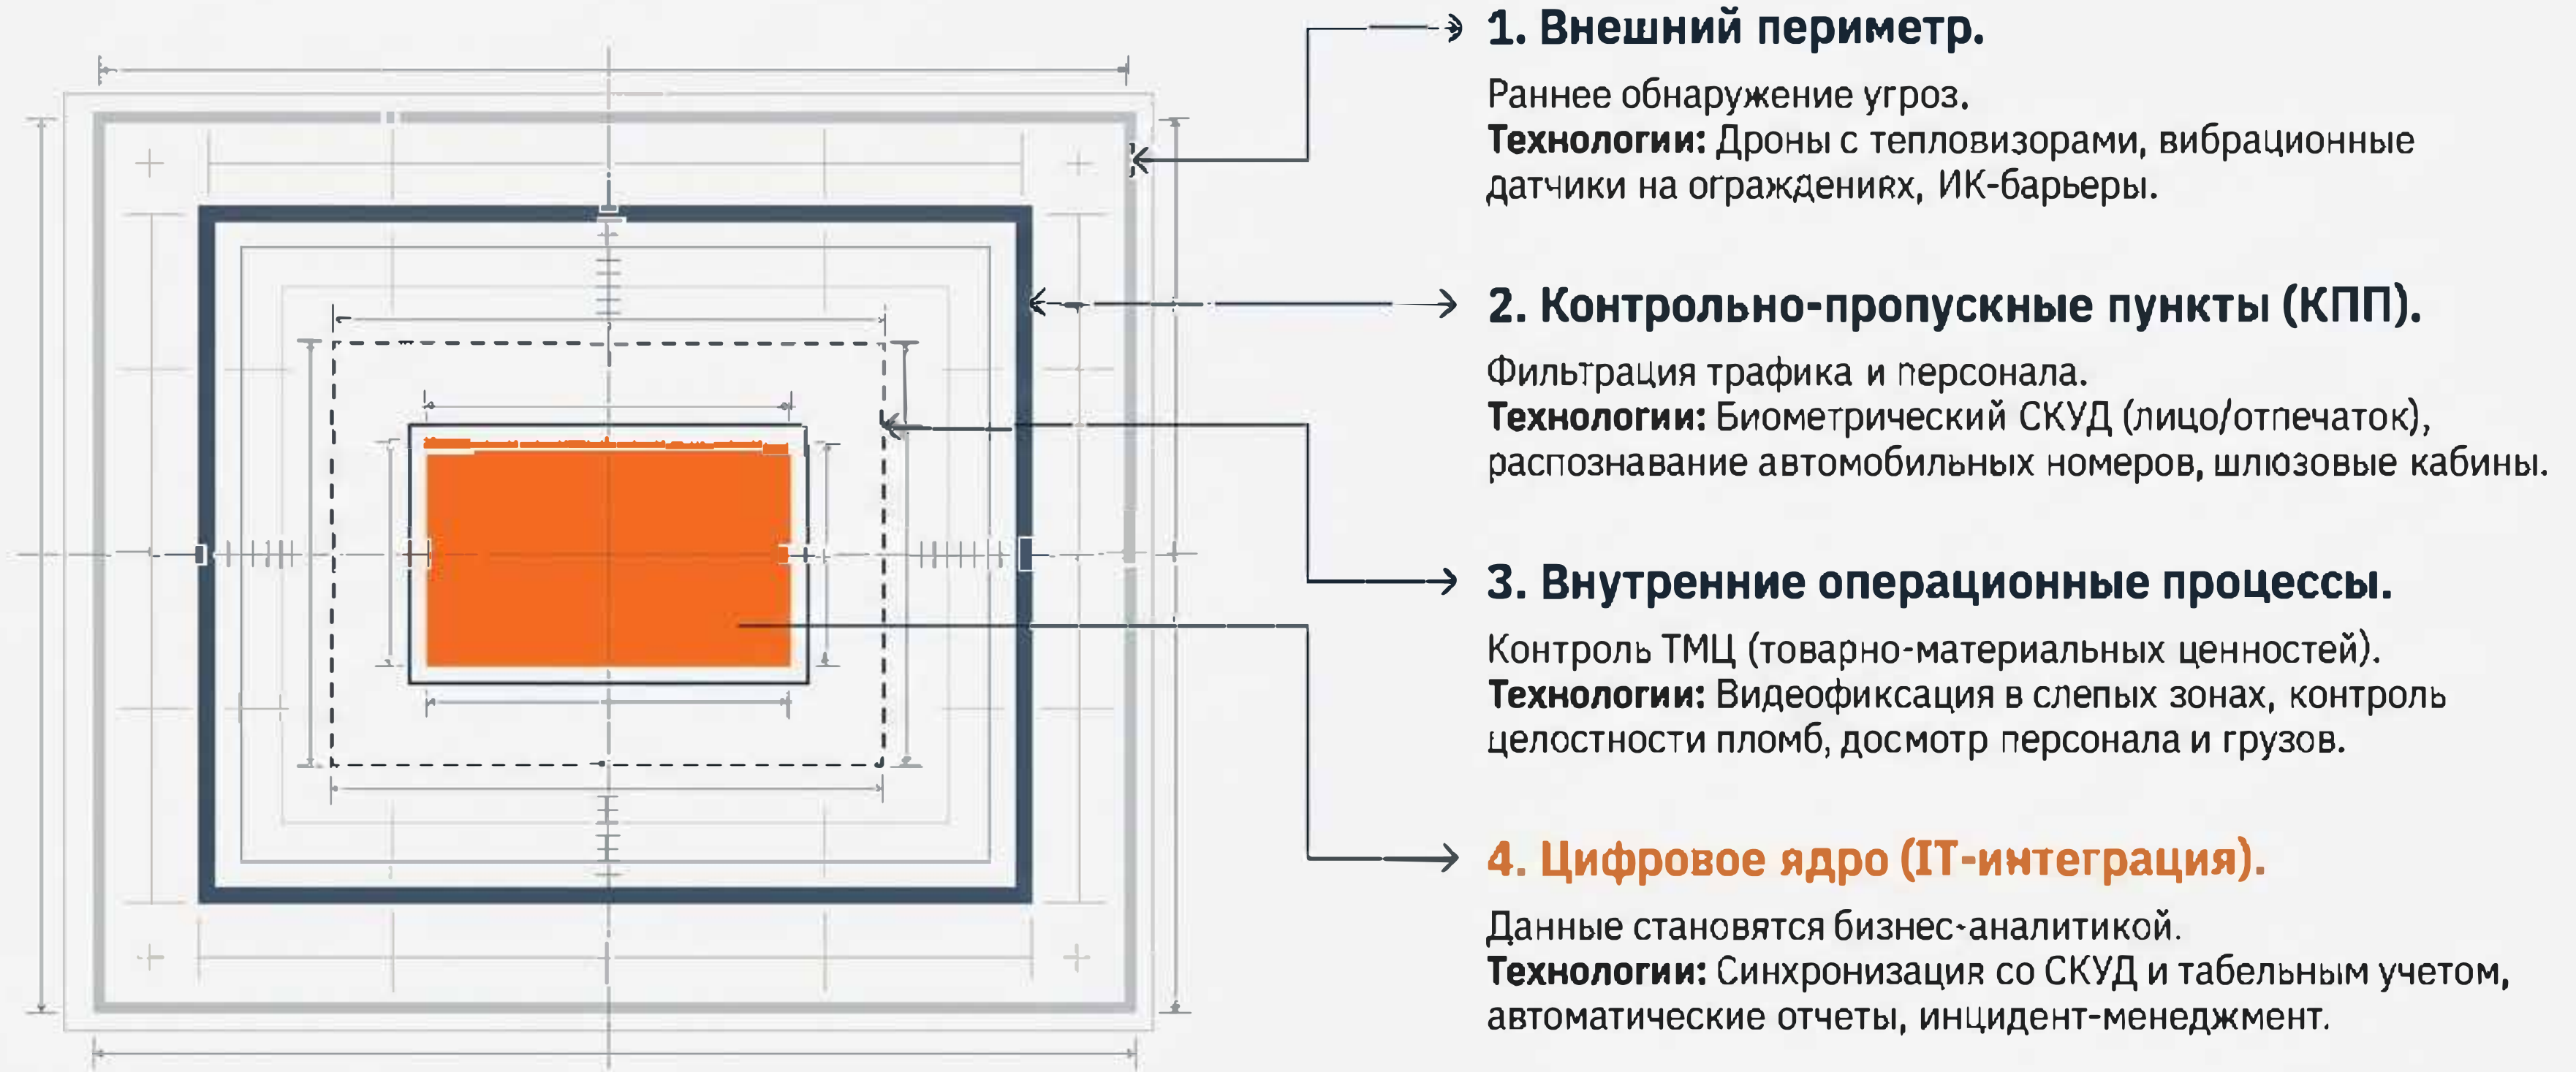 1. Внешний периметр.
Раннее обнаружение угроз.
Технологии: Дроны с тепловизорами, вибрационные
датчики на ограждениях, ИК-барьеры.
2. Контрольно-пропускные пункты (КПП).
Фильтрация трафика и персонала.
Технологии: Биометрический СКУД (лицо/отпечаток),
распознавание автомобильных номеров, шлюзовые кабины.
3. Внутренние операционные процессы.
Контроль ТМЦ (товарно-материальных ценностей).
Технологии: Видеофиксация в слепых зонах, контроль
целостности пломб, досмотр персонала и грузов.
4. Цифровое ядро (IT-интеграция).
Данные становятся бизнес-аналитикой.
Технологии: Синхронизация со СКУД и табельным учетом,
автоматические отчеты, инцидент-менеджмент.